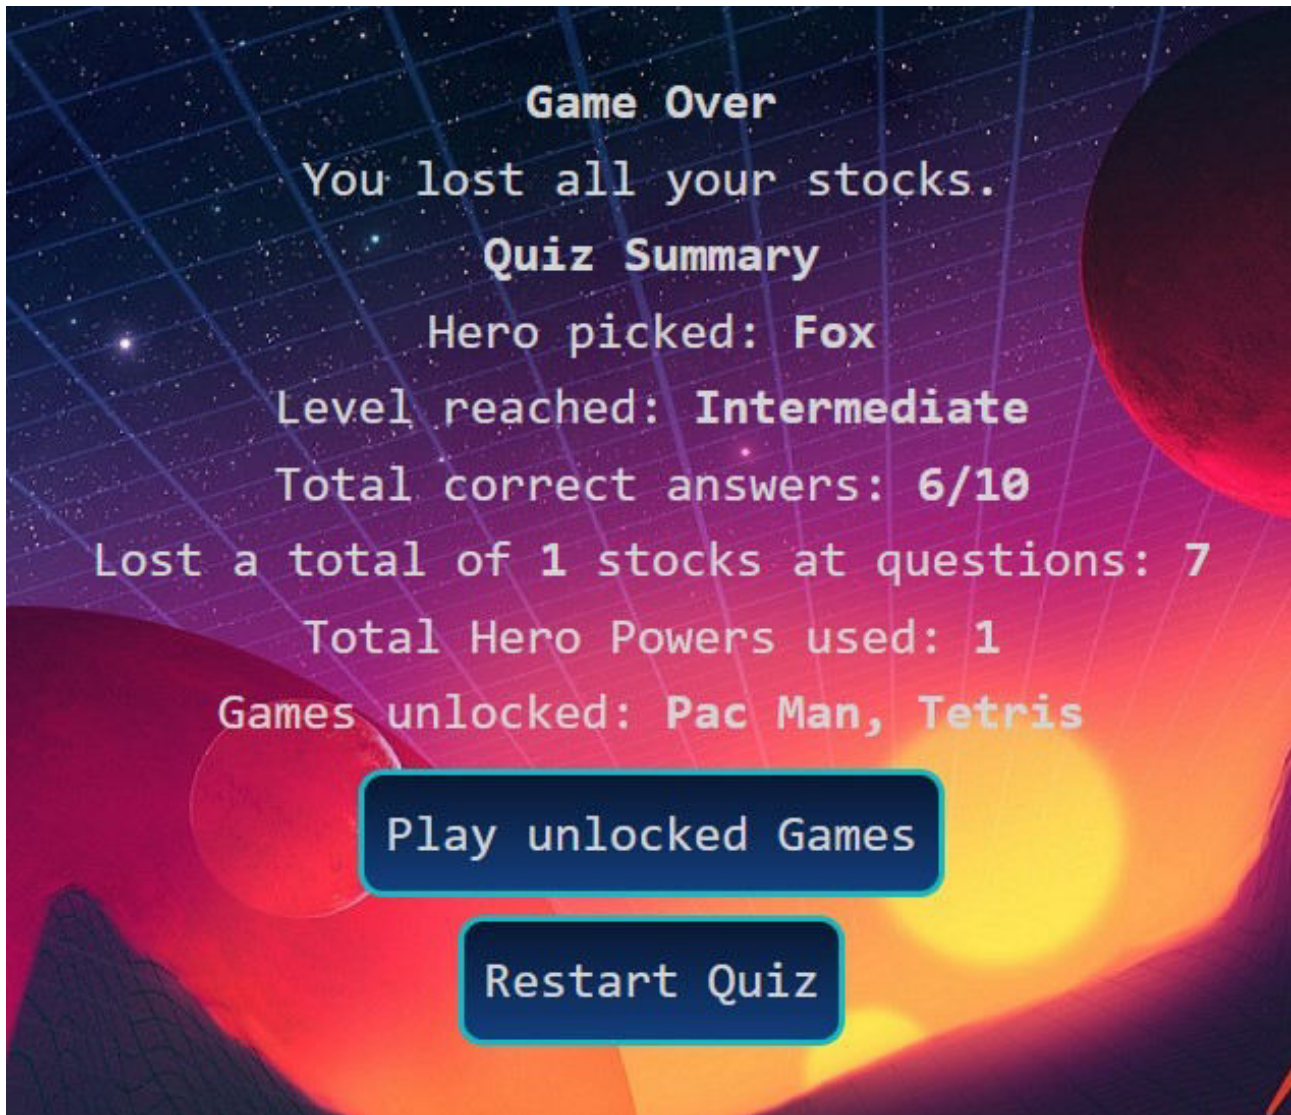 Game Over
You lost all your stocks.
Quiz Summary
Hero picked: Fox
Level reached: Intermediate
Total correct answers: 6/10
Lost a total of 1 stocks at questions: 7
Total Hero Powers used: 1
Games unlocked: Pac Man, Tetris
Play unlocked Games
Restart Quiz